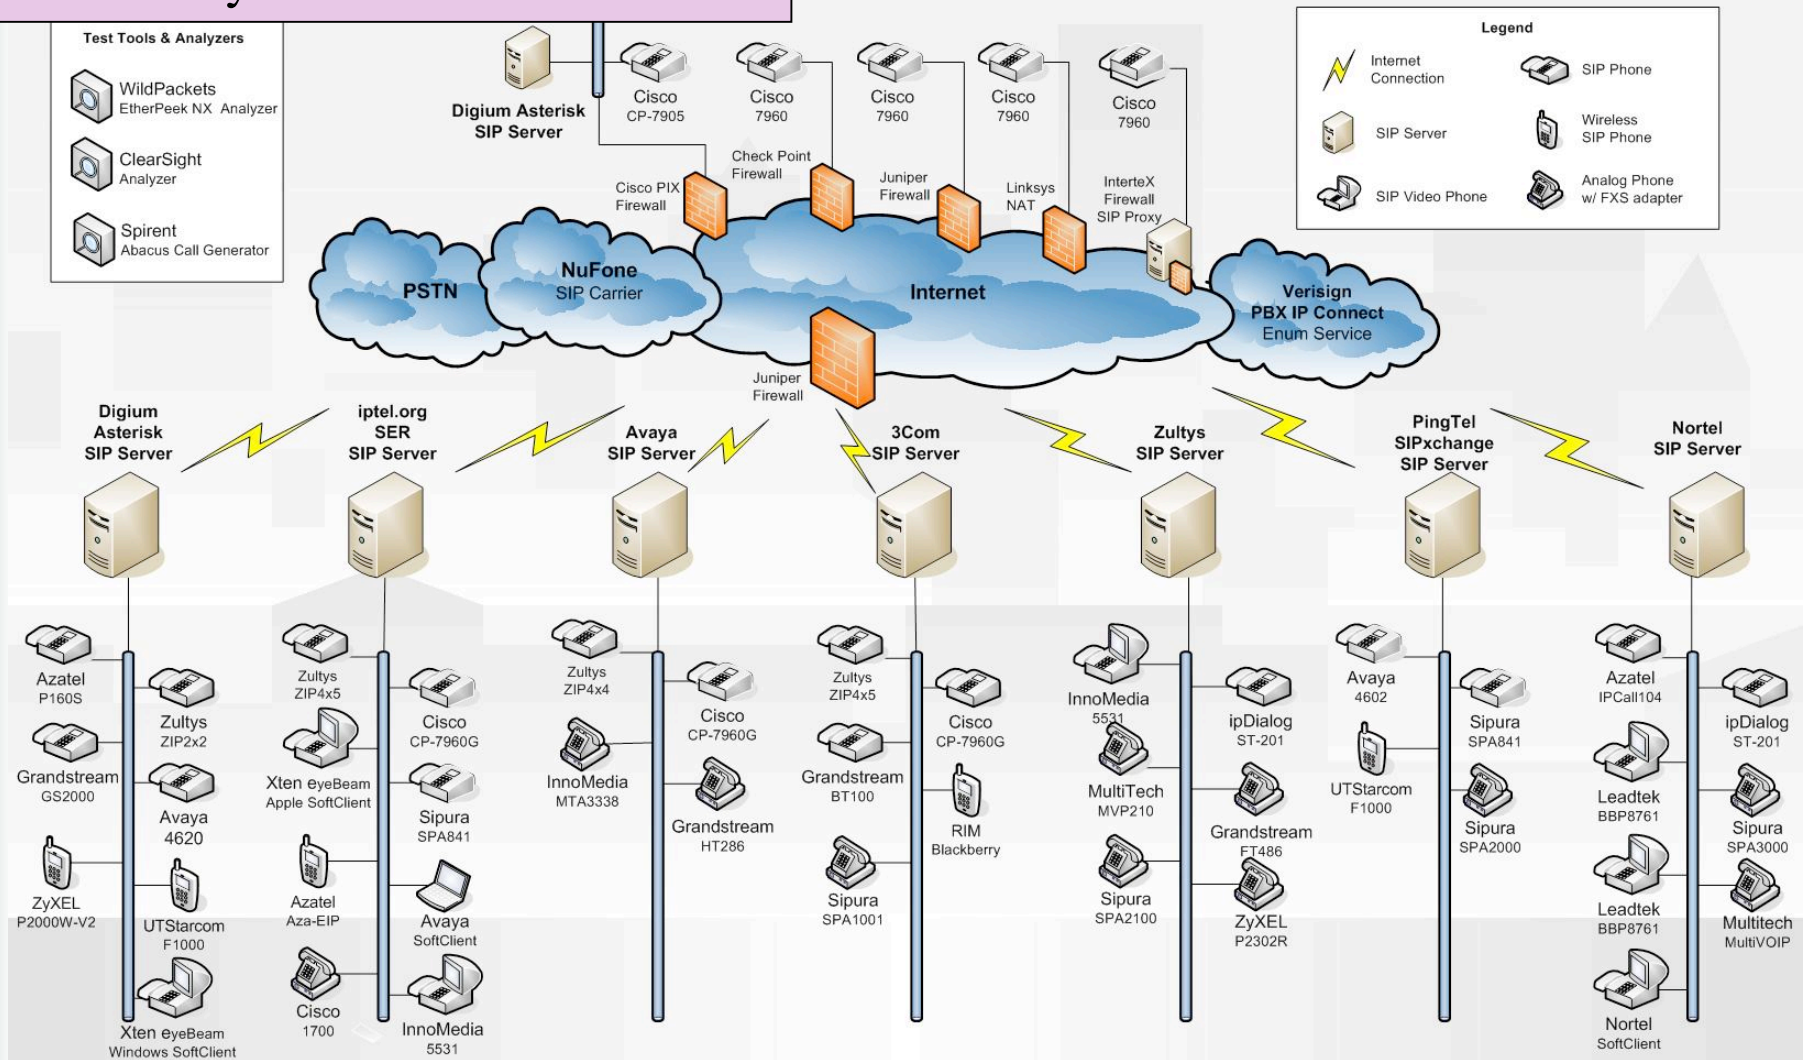 Test Tools & Analyzers
WildPackets
EtherPeek NX Analyzer
ClearSight
Analyzer
Spirent
Abacus Call Generator
Digium Asterisk
SIP Server
Cisco
CP-7905
Cisco
7960
Cisco
7960
Cisco
7960
Cisco
7960
Legend
Internet
Connection
SIP Phone
SIP Server
Wireless
SIP Phone
SIP Video Phone
Analog Phone
w/ FXS adapter
Cisco PIX
Firewall
Check Point
Firewall
Juniper
Firewall
Linksys
NAT
InterteX
Firewall
SIP Proxy
PSTN
NuFone
SIP Carrier
Internet
Verisign
PBX IP Connect
Enum Service
Juniper
Firewall
Digium
Asterisk
SIP Server
iptel.org
SER
SIP Server
Avaya
SIP Server
3Com
SIP Server
Zultys
SIP Server
PingTel
SIPxchange
SIP Server
Nortel
SIP Server
Azatel
P160S
Zultys
ZIP2x2
Grandstream
GS2000
Avaya
4620
ZyXEL
P2000W-V2
UTStarcom
F1000
Xten eyeBeam
Windows SoftClient
Zultys
ZIP4x5
Cisco
CP-7960G
Xten eyeBeam
Apple SoftClient
Sipura
SPA841
Azatel
Aza-EIP
Avaya
SoftClient
Cisco
1700
InnoMedia
5531
Zultys
ZIP4x4
Cisco
CP-7960G
InnoMedia
MTA3338
Grandstream
HT286
Zultys
ZIP4x5
Cisco
CP-7960G
Grandstream
BT100
RIM
Blackberry
Sipura
SPA1001
InnoMedia
5531
ipDialog
ST-201
MultiTech
MVP210
Grandstream
FT486
Sipura
SPA2100
ZyXEL
P2302R
Avaya
4602
Sipura
SPA841
UTStarcom
F1000
Sipura
SPA2000
Azatel
IPCall104
ipDialog
ST-201
Leadtek
BBP8761
Sipura
SPA3000
Leadtek
BBP8761
Multitech
MultiVOIP
Nortel
SoftClient